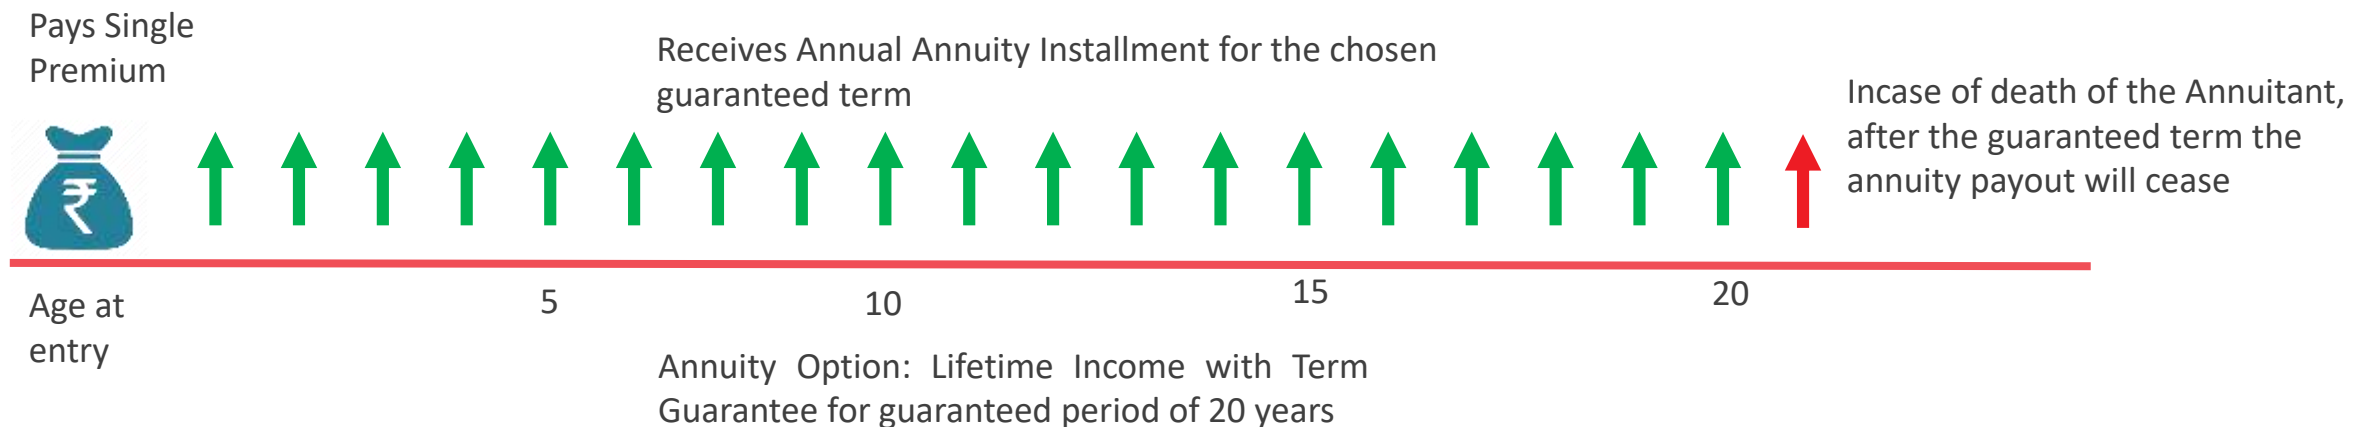 Pays Single
Premium
Receives Annual Annuity Installment for the chosen
guaranteed term
Incase of death of the Annuitant,
after the guaranteed term the
annuity payout will cease
₹
Age at
entry
5
10
15
20
Annuity Option: Lifetime Income with Term
Guarantee for guaranteed period of 20 years